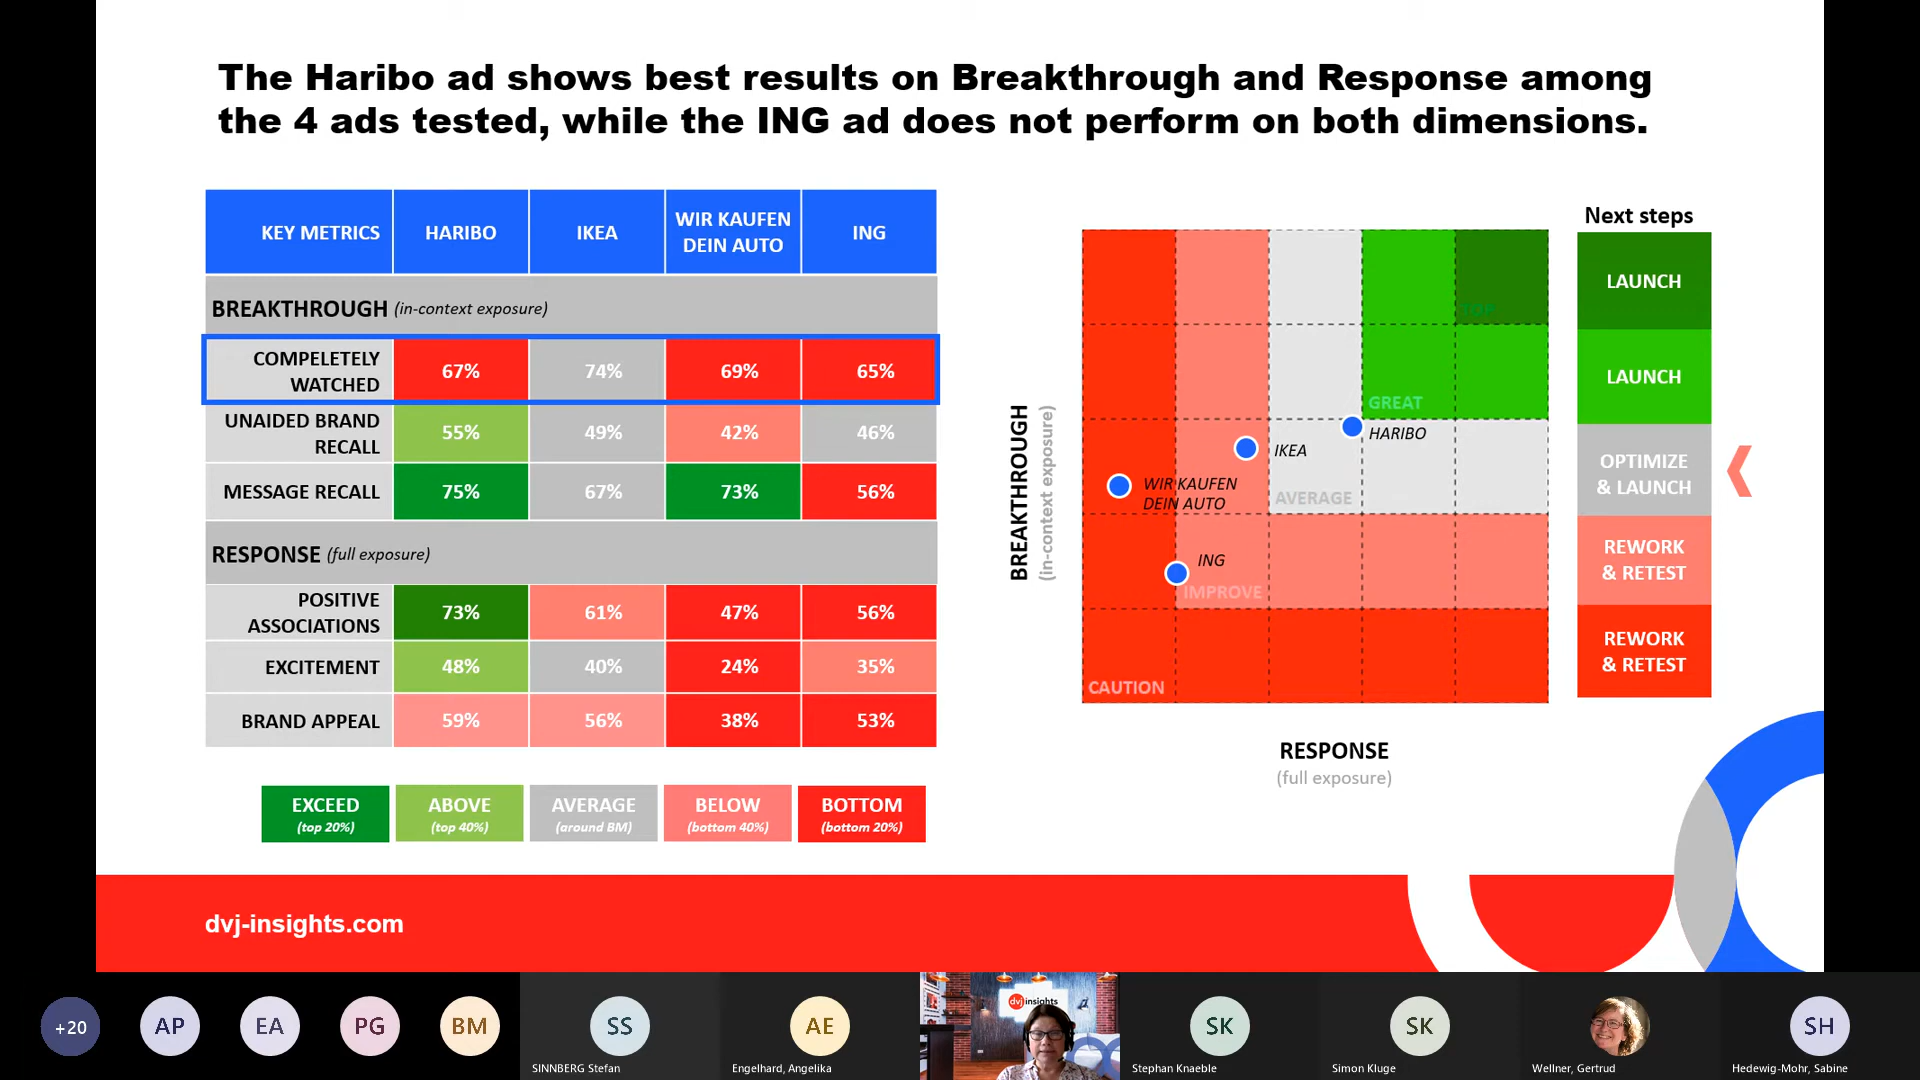 The Haribo ad shows best results on Breakthrough and Response among
the 4 ads tested, while the ING ad does not perform on both dimensions.
KEY METRICS HARIBO IKEA WIR KAUFEN DEIN AUTO ING
BREAKTHROUGH (in-context exposure)
COMPELETELY WATCHED 67% 74% 69% 65%
UNAIDED BRAND RECALL 55% 49% 42% 46%
MESSAGE RECALL 75% 67% 73% 56%
RESPONSE (full exposure)
POSITIVE ASSOCIATIONS 73% 61% 47% 56%
EXCITEMENT 48% 40% 24% 35%
BRAND APPEAL 59% 56% 38% 53%
EXCEED ABOVE AVERAGE BELOW BOTTOM
(top 20%) (top 40%) (around BM) (bottom 40%) (bottom 20%)
BREAKTHROUGH
(in-context exposure)
TOP
GREAT
HARIBO
IKEA
WIR KAUFEN
DEIN AUTO
AVERAGE
ING
IMPROVE
CAUTION
RESPONSE
(full exposure)
Next steps
LAUNCH
LAUNCH
OPTIMIZE
& LAUNCH
REWORK
& RETEST
REWORK
& RETEST
dvj-insights.com
+20 AP EA PG BM SS AE SK SK SH
dvj insights
SINNBERG Stefan
Engelhard, Angelika
Stephan Knaeble
Simon Kluge
Wellner, Gertrud
Hedewig-Mohr, Sabine